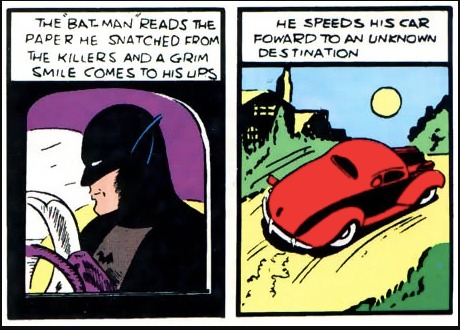 THE "BAT-MAN" READS THE
PAPER HE SNATCHED FROM
THE KILLERS AND A GRIM
SMILE COMES TO HIS LIPS
HE SPEEDS HIS CAR
FOWARD TO AN UNKNOWN
DESTINATION